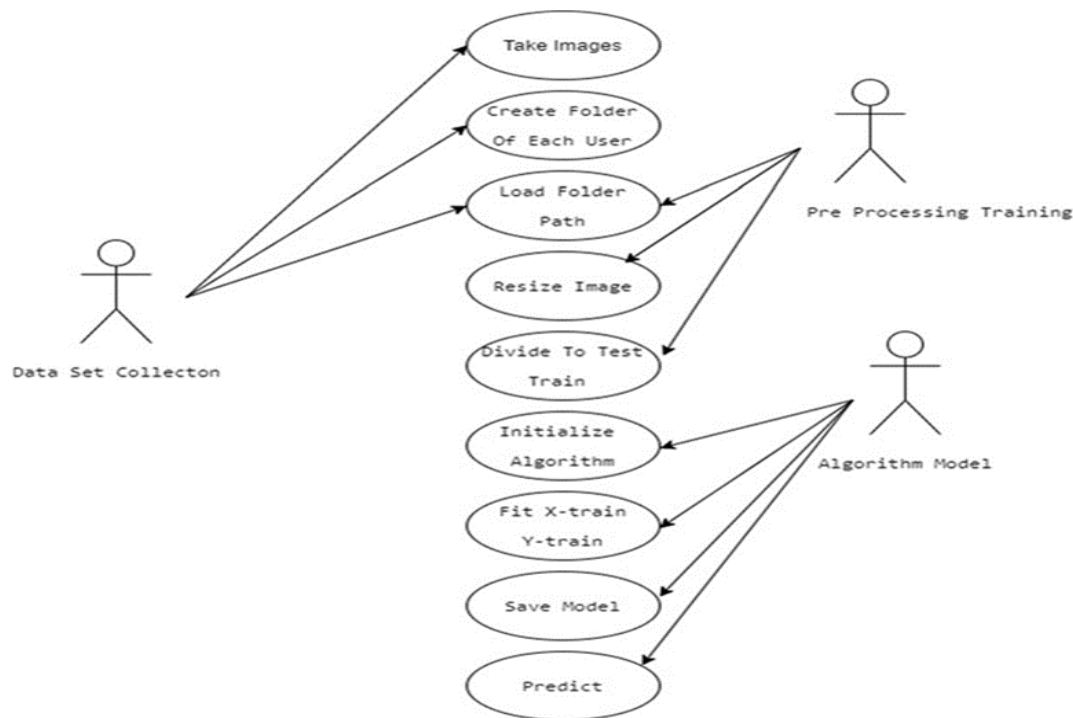 Take Images
Create Folder
Of Each User
Load Folder
Path
Pre Processing Training
Resize Image
Data Set Collecton
Divide To Test
Train
Initialize
Algorithm
Algorithm Model
Fit X-train
Y-train
Save Model
Predict